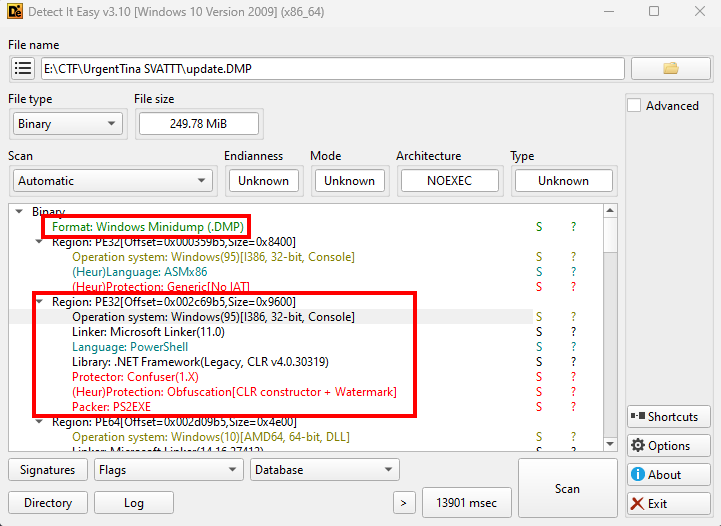 Detect It Easy v3.10 [Windows 10 Version 2009] (x86_64)
File name
E:\CTF\UrgentTina SVATTT\update.DMP
File type
File size
Advanced
Binary
249.78 MiB
Scan
Endianness
Mode
Architecture
Type
Automatic
Unknown
Unknown
NOEXEC
Unknown
Binary
Format: Windows Minidump (.DMP) S ?
Region: PE32[Offset=0x000359b5,Size=0x8400]
Operation system: Windows(95)[I386, 32-bit, Console] S ?
(Heur)Language: ASMx86 S ?
(Heur)Protection: Generic[No IAT] S ?
Region: PE32[Offset=0x002c69b5,Size=0x9600]
Operation system: Windows(95)[I386, 32-bit, Console] S ?
Linker: Microsoft Linker(11.0) S ?
Language: PowerShell S ?
Library: .NET Framework(Legacy, CLR v4.0.30319) S ?
Protector: Confuser(1.X) S ?
(Heur)Protection: Obfuscation[CLR constructor + Watermark] S ?
Packer: PS2EXE S ?
Region: PE64[Offset=0x002d09b5,Size=0x4e00]
Operation system: Windows(10)[AMD64, 64-bit, DLL] S ?
Shortcuts
Options
About
Exit
Signatures
Flags
Database
Directory
Log
>
13901 msec
Scan